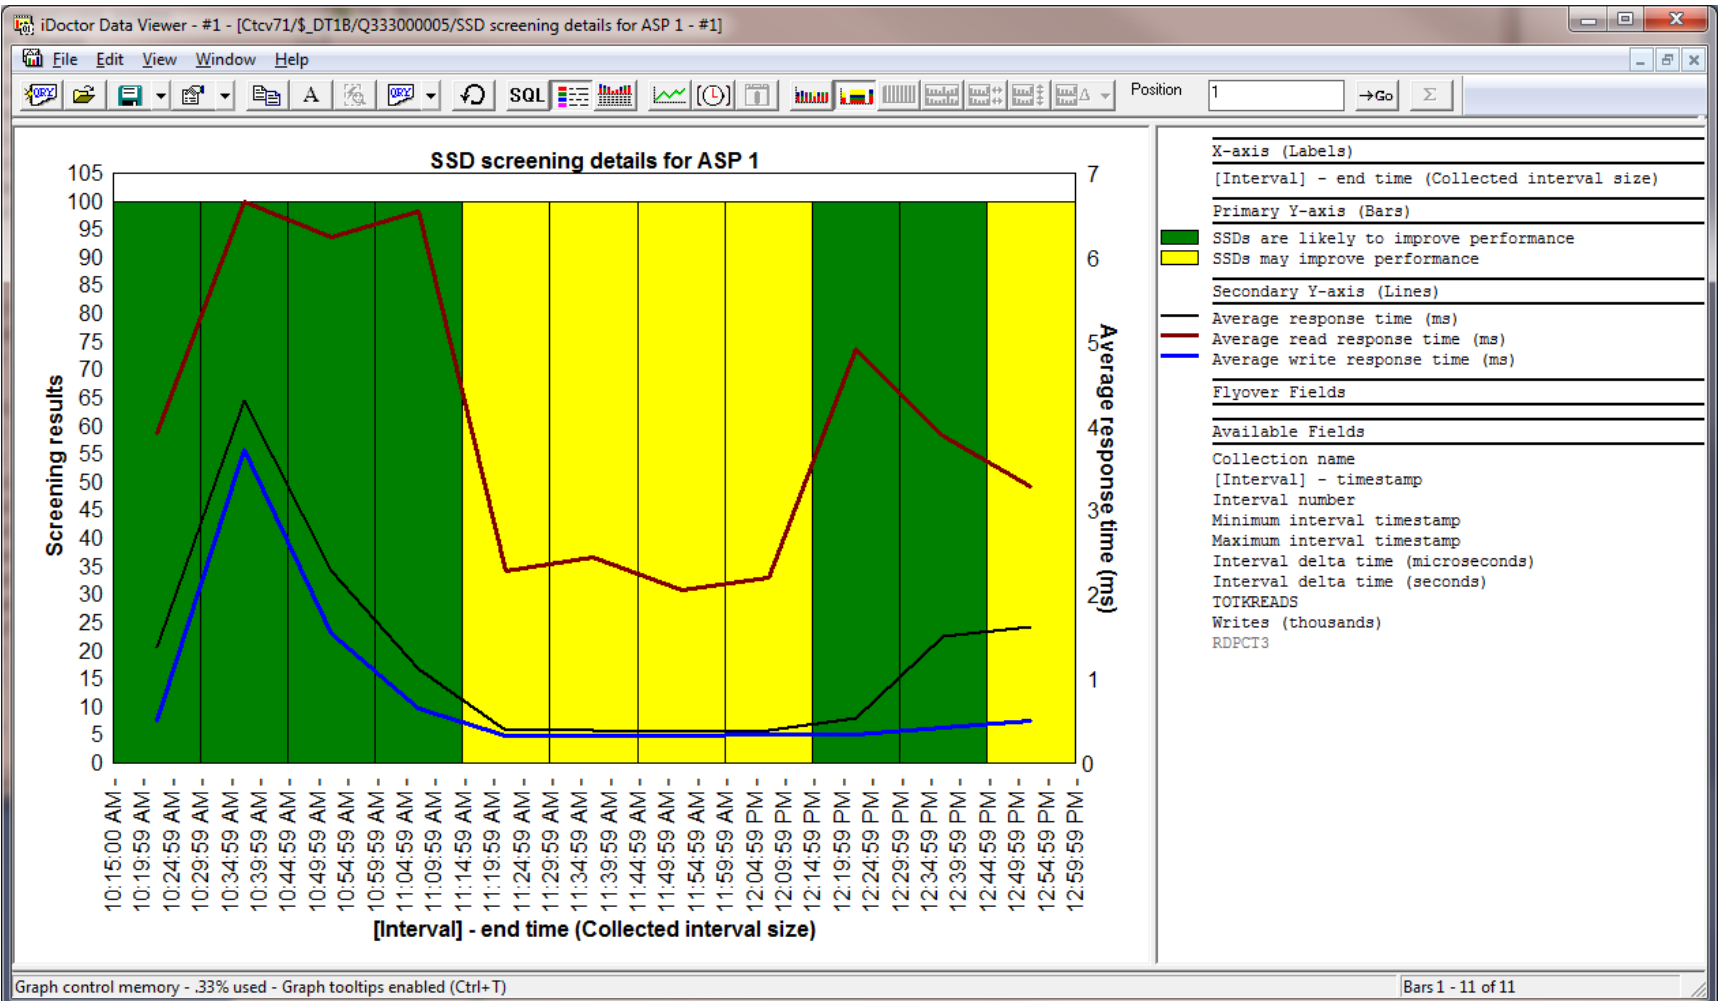 iDoctor Data Viewer - #1 - [Ctcv71/$_DT1B/Q333000005/SSD screening details for ASP 1 - #1]
File Edit View Window Help
QRY A QRY SQL Position 1 →Go Σ
SSD screening details for ASP 1
105
100
95
90
85
80
75
70
65
60
55
50
45
40
35
30
25
20
15
10
5
0
Screening results
7
6
5
4
3
2
1
0
Average response time (ms)
10:15:00 AM -
10:19:59 AM -
10:24:59 AM -
10:29:59 AM -
10:34:59 AM -
10:39:59 AM -
10:44:59 AM -
10:49:59 AM -
10:54:59 AM -
10:59:59 AM -
11:04:59 AM -
11:09:59 AM -
11:14:59 AM -
11:19:59 AM -
11:24:59 AM -
11:29:59 AM -
11:34:59 AM -
11:39:59 AM -
11:44:59 AM -
11:49:59 AM -
11:54:59 AM -
11:59:59 AM -
12:04:59 PM -
12:09:59 PM -
12:14:59 PM -
12:19:59 PM -
12:24:59 PM -
12:29:59 PM -
12:34:59 PM -
12:39:59 PM -
12:44:59 PM -
12:49:59 PM -
12:54:59 PM -
12:59:59 PM -
[Interval] - end time (Collected interval size)
X-axis (Labels)
[Interval] - end time (Collected interval size)
Primary Y-axis (Bars)
SSDs are likely to improve performance
SSDs may improve performance
Secondary Y-axis (Lines)
Average response time (ms)
Average read response time (ms)
Average write response time (ms)
Flyover Fields
Available Fields
Collection name
[Interval] - timestamp
Interval number
Minimum interval timestamp
Maximum interval timestamp
Interval delta time (microseconds)
Interval delta time (seconds)
TOTKREADS
Writes (thousands)
RDPCT3
Graph control memory - .33% used - Graph tooltips enabled (Ctrl+T)
Bars 1 - 11 of 11